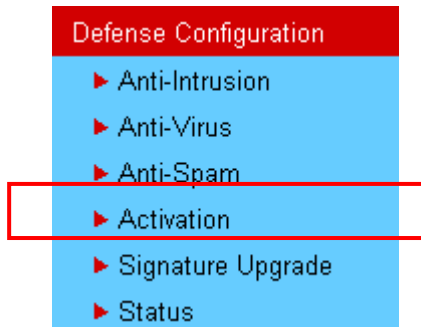 Defense Configuration
Anti-Intrusion
Anti-Virus
Anti-Spam
Activation
Signature Upgrade
Status